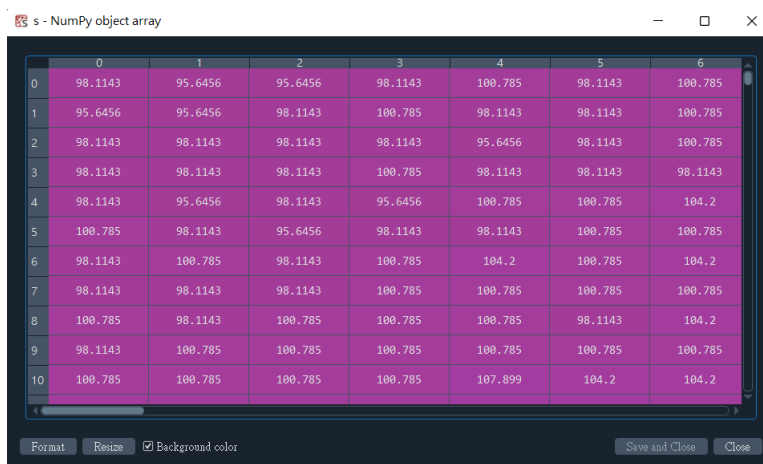 s - NumPy object array
0 1 2 3 4 5 6
0 98.1143 95.6456 95.6456 98.1143 100.785 98.1143 100.785
1 95.6456 95.6456 98.1143 100.785 98.1143 98.1143 100.785
2 98.1143 98.1143 98.1143 98.1143 95.6456 98.1143 100.785
3 98.1143 98.1143 98.1143 100.785 98.1143 98.1143 98.1143
4 98.1143 95.6456 98.1143 95.6456 100.785 100.785 104.2
5 100.785 98.1143 95.6456 98.1143 98.1143 100.785 100.785
6 98.1143 100.785 98.1143 100.785 104.2 100.785 104.2
7 98.1143 98.1143 98.1143 100.785 100.785 100.785 100.785
8 100.785 98.1143 100.785 100.785 100.785 98.1143 104.2
9 98.1143 100.785 100.785 100.785 100.785 100.785 100.785
10 100.785 100.785 100.785 100.785 107.899 104.2 104.2
Format Resize Background color Save and Close Close